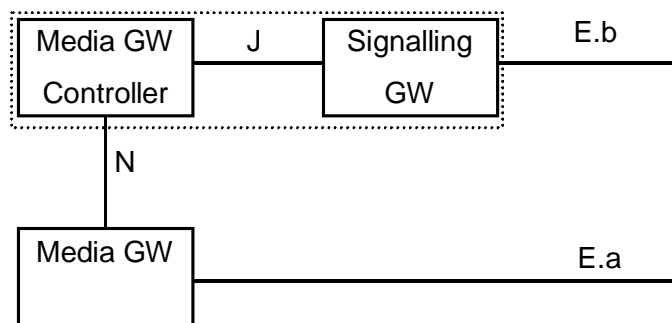 Media GW
Controller
J
Signalling
GW
E.b
N
Media GW
E.a